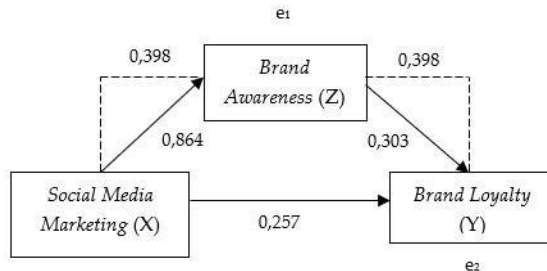 e1
0,398
Brand
Awareness (Z)
0,398
0,864
0,303
Social Media
Marketing (X)
0,257
Brand Loyalty
(Y)
e2